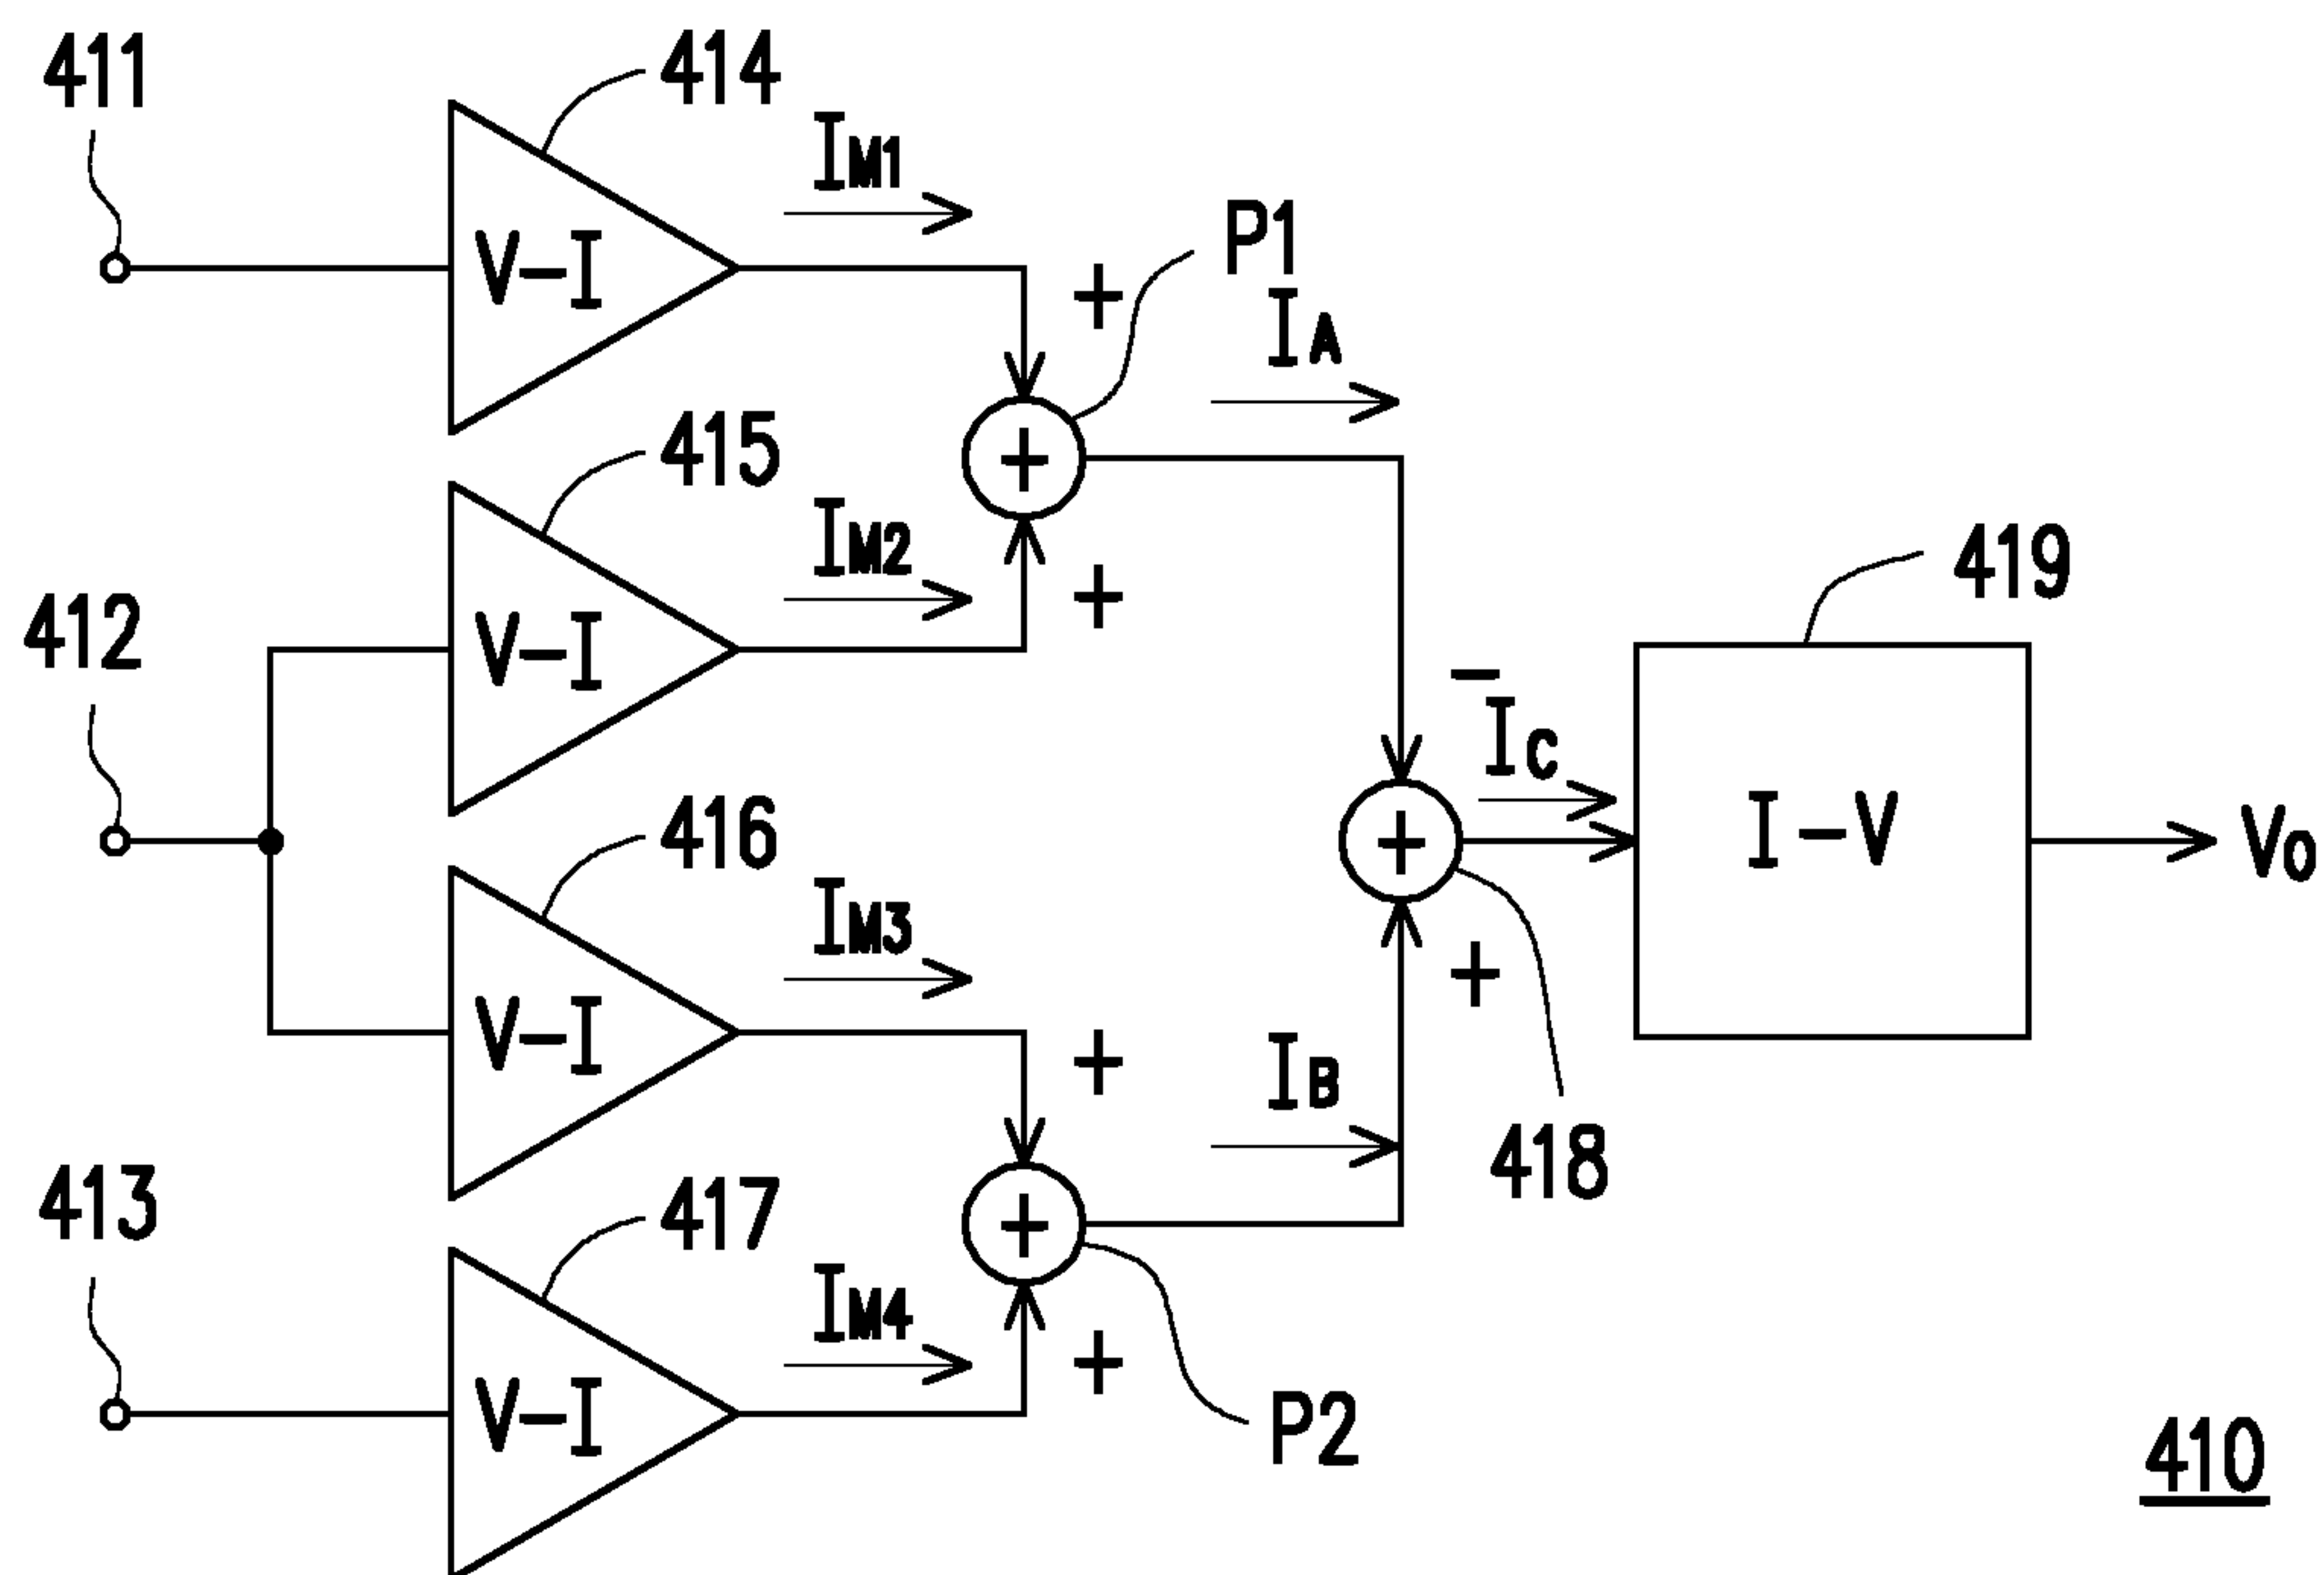 411
414
IM1
V-I
+
P1
IA
+
415
IM2
V-I
+
412
419
-
IC
I-V
VO
+
416
IM3
V-I
+
+
IB
418
413
417
+
IM4
V-I
+
P2
410